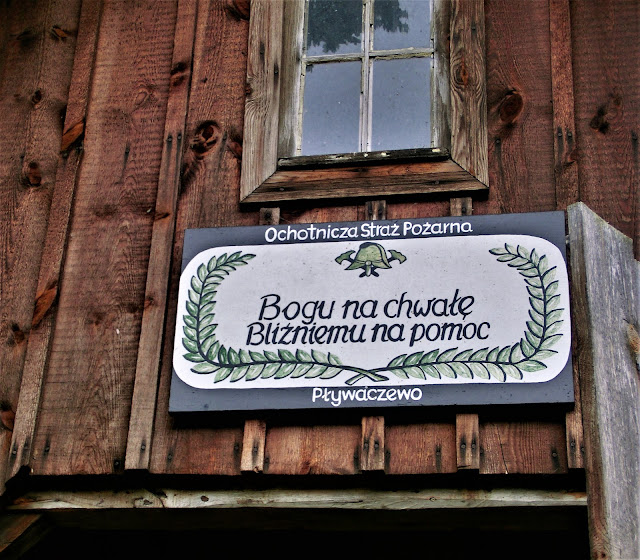 Ochotnicza Straż Pożarna
Bogu na chwałę
Bliźniemu na pomoc
Pływaczewo